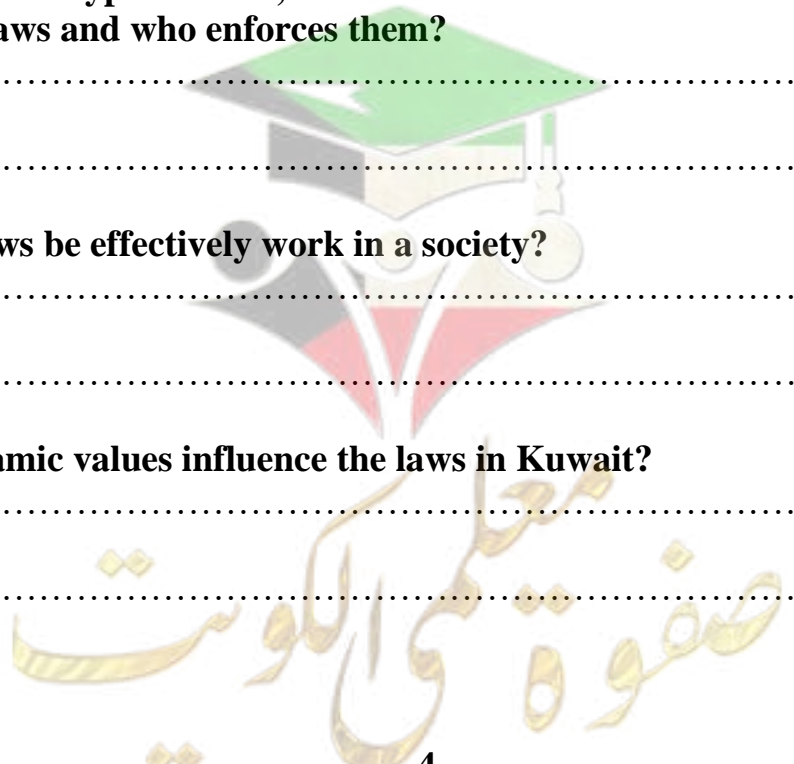 aws and who enforces them?
ws be effectively work in a society?
amic values influence the laws in Kuwait?
صفوة معلمى الكويت
4